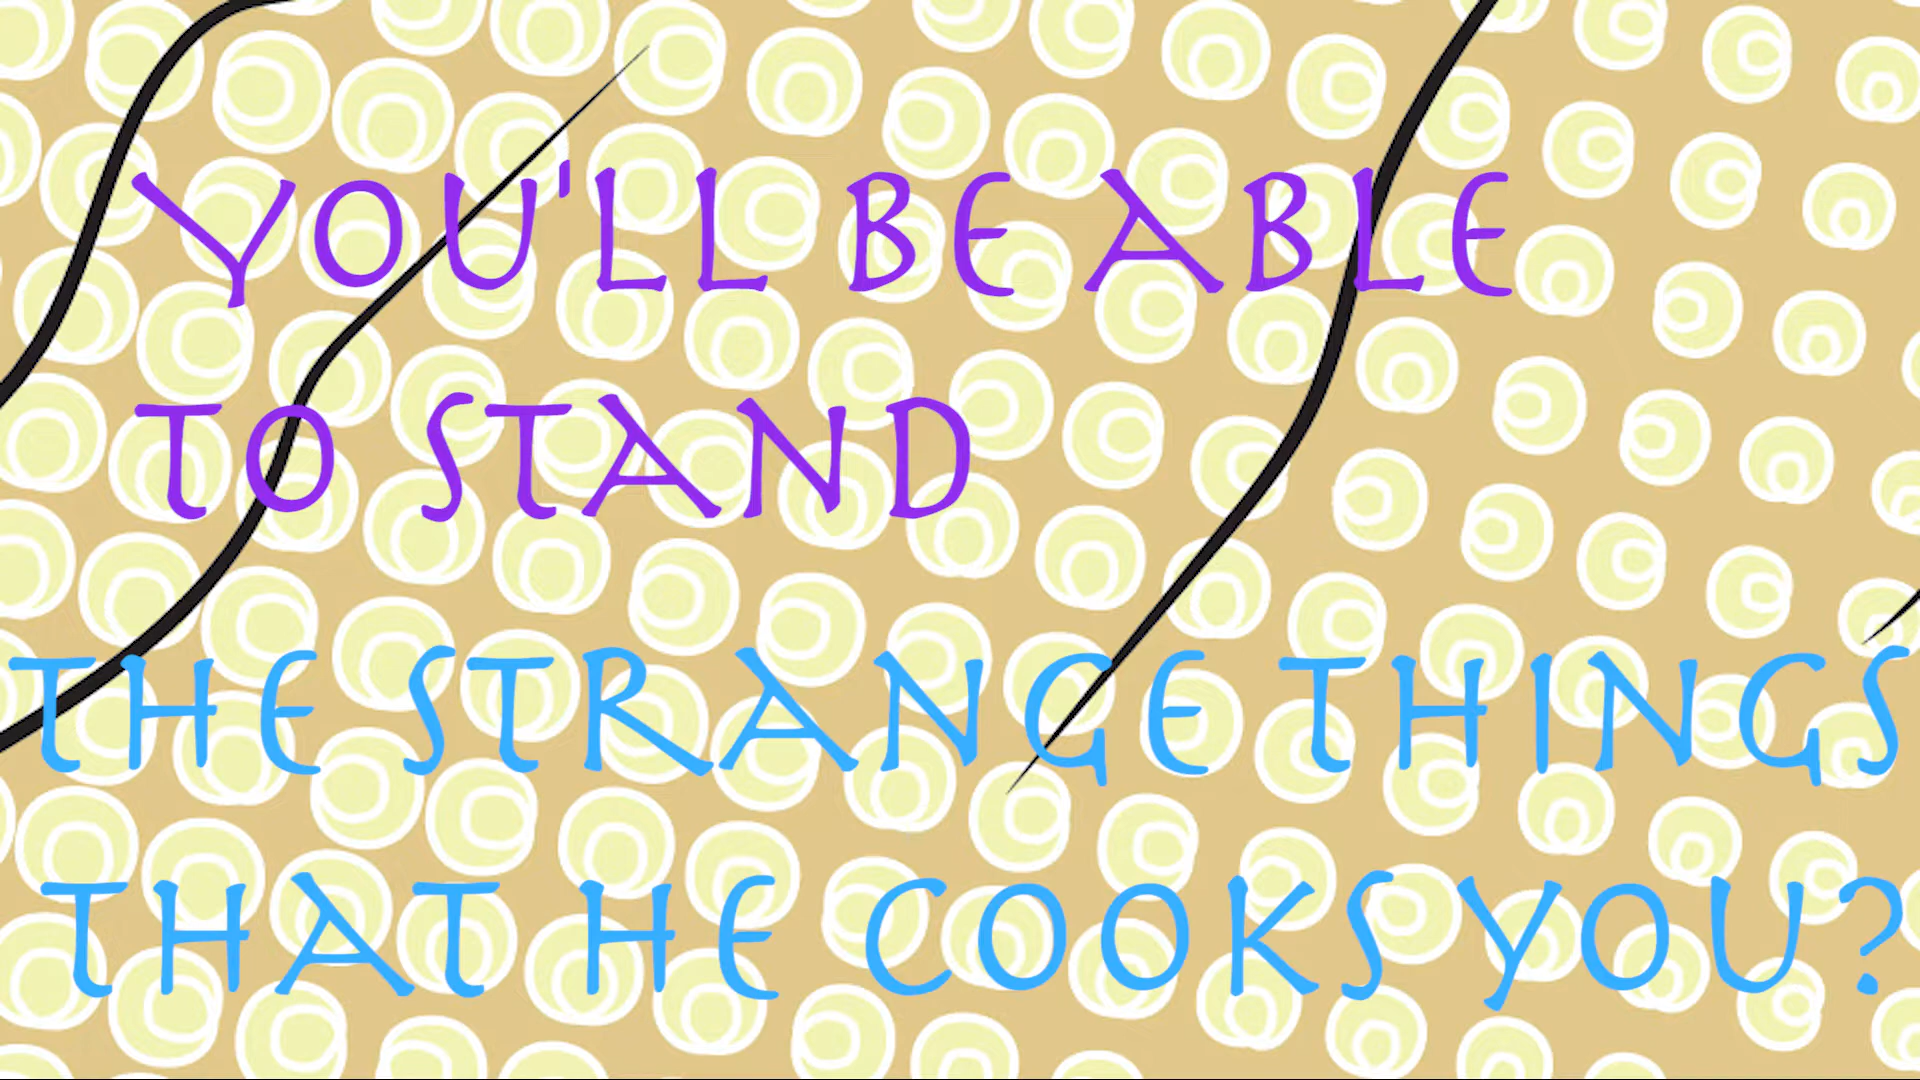 YOU'LL BE ABLE
TO STAND
THE STRANGE THINGS
THAT HE COOKS YOU?